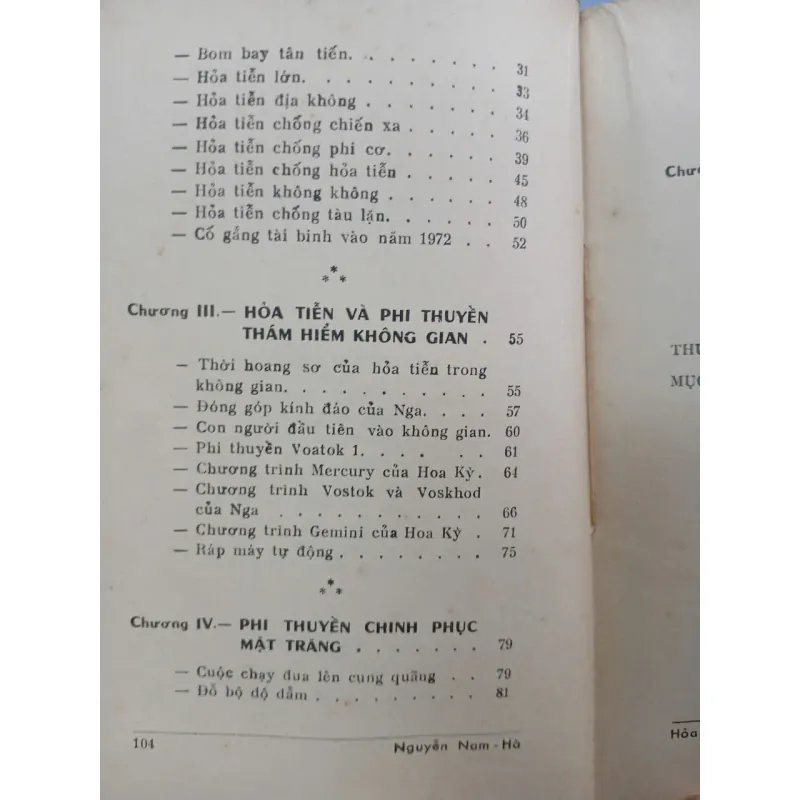 — Bom bay tân tiến. . . . . . . 31
— Hỏa tiễn lớn. . . . . . . . . 33
— Hỏa tiễn địa không . . . . . . 34
— Hỏa tiễn chống chiến xa . . . . . 36
— Hỏa tiễn chống phi cơ. . . . . . 39
— Hỏa tiễn chống hỏa tiễn . . . . . 45
— Hỏa tiễn không không . . . . . . 48
— Hỏa tiễn chống tàu lặn. . . . . . 50
— Cố gắng tài binh vào năm 1972 . . 52
***
Chương III.— HỎA TIỄN VÀ PHI THUYỀN
THÁM HIỂM KHÔNG GIAN . 55
— Thời hoang sơ của hỏa tiễn trong
không gian. . . . . . . . . . 55
— Đóng góp kính đáo của Nga. . . . 57
— Con người đầu tiên vào không gian. 60
— Phi thuyền Voatok 1. . . . . . 61
— Chương trình Mercury của Hoa Kỳ. 64
— Chương trình Vostok và Voskhod
của Nga . . . . . . . . . . . 66
— Chương trình Gemini của Hoa Kỳ . 71
— Ráp máy tự động . . . . . . . 75
***
Chương IV.— PHI THUYỀN CHINH PHỤC
MẶT TRĂNG . . . . . . . 79
— Cuộc chạy đua lên cung quãng . . 79
— Đỗ bộ dộ dẫm . . . . . . . . . 81
104 Nguyễn Nam - Hà
Chươ
THU
MỤC
Hỏa